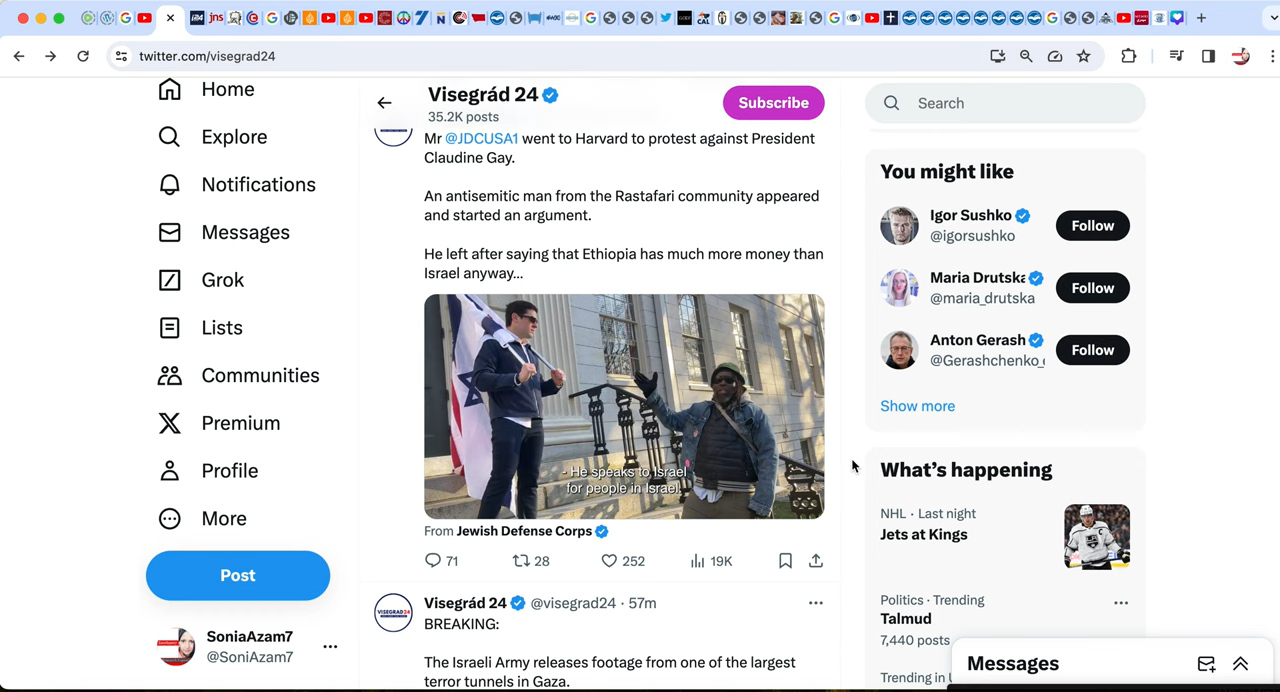 twitter.com/visegrad24
Home
Explore
Notifications
Messages
Grok
Lists
Communities
Premium
Profile
More
Post
SoniaAzam7
@SoniAzam7
Visegrád 24
35.2K posts
Subscribe
Mr @JDCUSA1 went to Harvard to protest against President
Claudine Gay.
An antisemitic man from the Rastafari community appeared
and started an argument.
He left after saying that Ethiopia has much more money than
Israel anyway...
- He speaks to Israel
for people in Israel.
From Jewish Defense Corps
71 28 252 19K
VISEGRAD24
Visegrád 24 @visegrad24 · 57m
BREAKING:
The Israeli Army releases footage from one of the largest
terror tunnels in Gaza.
Search
You might like
Igor Sushko
@igorsushko
Follow
Maria Drutska
@maria_drutska
Follow
Anton Gerash
@Gerashchenko_
Follow
Show more
What's happening
NHL · Last night
Jets at Kings
Politics · Trending
Talmud
7,440 posts
Trending in
Messages